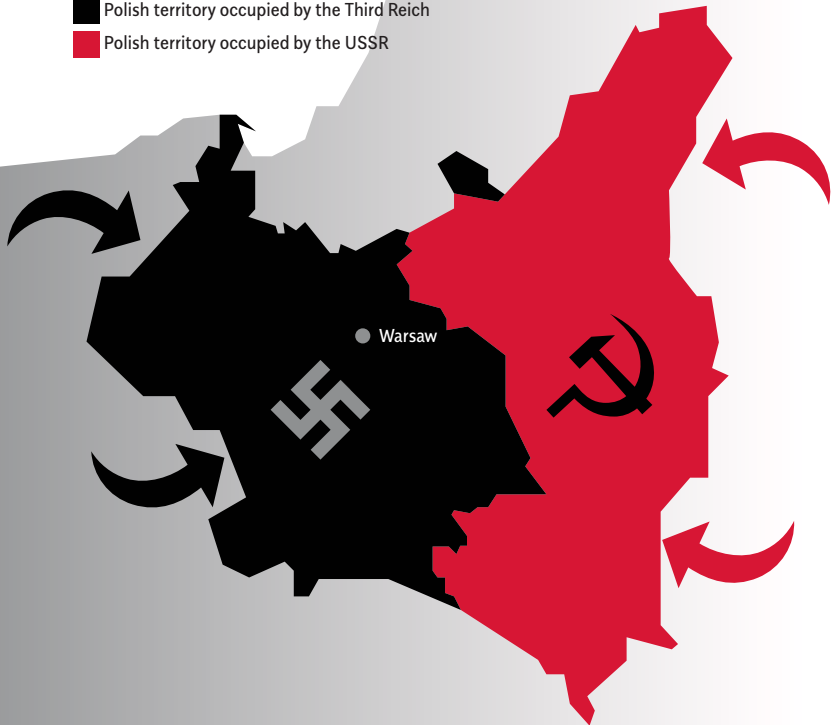 Polish territory occupied by the Third Reich
Polish territory occupied by the USSR
Warsaw